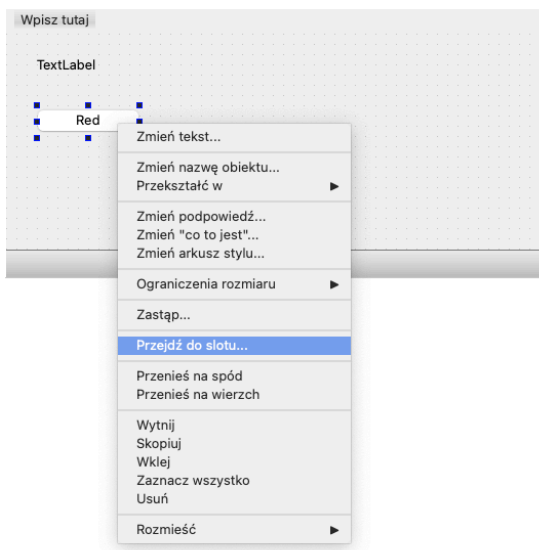 Wpisz tutaj
TextLabel
Red
Zmień tekst...
Zmień nazwę obiektu...
Przekształć w
Zmień podpowiedź...
Zmień "co to jest"...
Zmień arkusz stylu...
Ograniczenia rozmiaru
Zastąp...
Przejdź do slotu...
Przenieś na spód
Przenieś na wierzch
Wytnij
Skopiuj
Wklej
Zaznacz wszystko
Usuń
Rozmieść